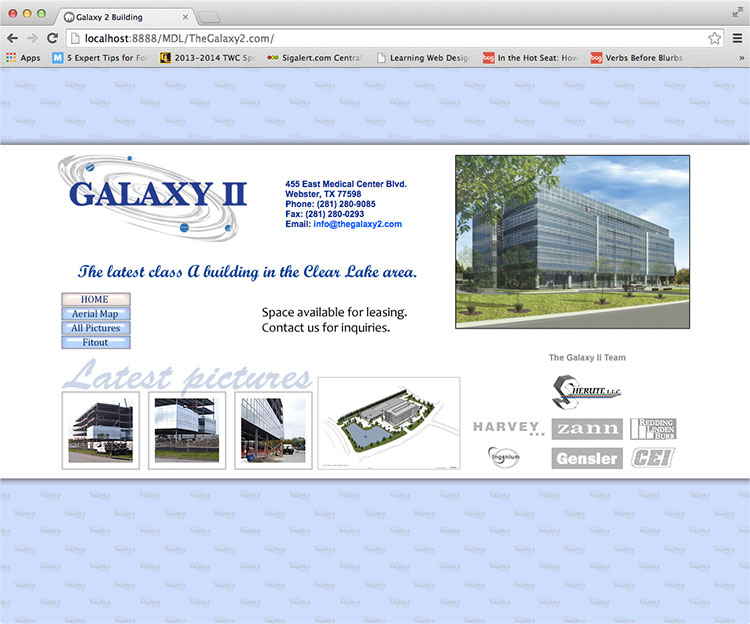 Galaxy 2 Building
localhost:8888/MDL/TheGalaxy2.com/
Apps
5 Expert Tips for Fol
2013-2014 TWC Spo
Sigalert.com Central
Learning Web Desig
In the Hot Seat: How
Verbs Before Blurbs
»
GALAXY II
455 East Medical Center Blvd.
Webster, TX 77598
Phone: (281) 280-9085
Fax: (281) 280-0293
Email: info@thegalaxy2.com
The latest class A building in the Clear Lake area.
HOME
Aerial Map
All Pictures
Fitout
Space available for leasing.
Contact us for inquiries.
Latest pictures
The Galaxy II Team
SHERUTE L.L.C.
HARVEY
zann
REDDING
LINDEN
BURR
Ingenium
Gensler
CEI